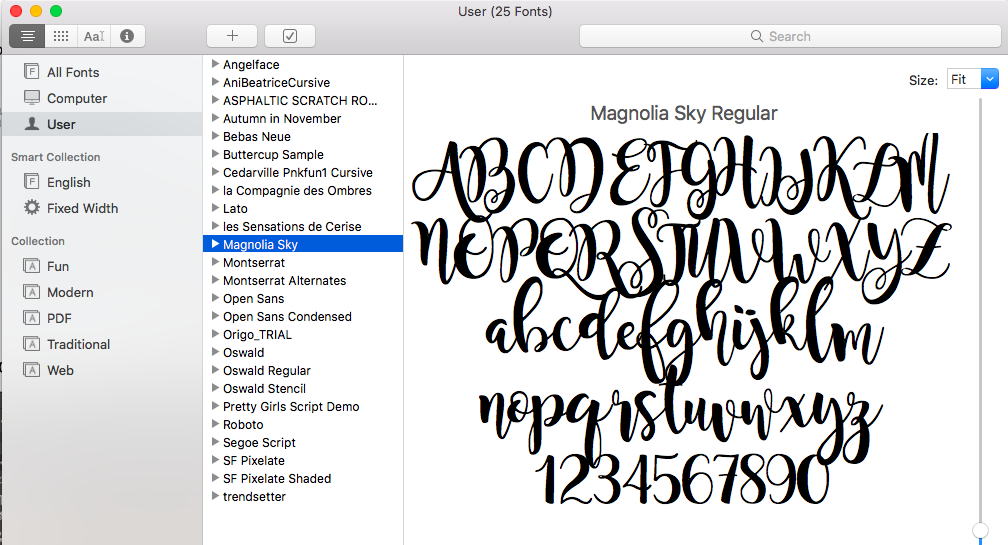 User (25 Fonts)
Aa
Search
All Fonts
Computer
User
Smart Collection
English
Fixed Width
Collection
Fun
Modern
PDF
Traditional
Web
Angelface
AniBeatriceCursive
ASPHALTIC SCRATCH RO...
Autumn in November
Bebas Neue
Buttercup Sample
Cedarville Pnkfun1 Cursive
la Compagnie des Ombres
Lato
les Sensations de Cerise
Magnolia Sky
Montserrat
Montserrat Alternates
Open Sans
Open Sans Condensed
Origo_TRIAL
Oswald
Oswald Regular
Oswald Stencil
Pretty Girls Script Demo
Roboto
Segoe Script
SF Pixelate
SF Pixelate Shaded
trendsetter
Size: Fit
Magnolia Sky Regular
ABCDEFGHIJKLM
NOPQRSTUVWXYZ
abcdefghijklm
nopqrstuvwxyz
1234567890